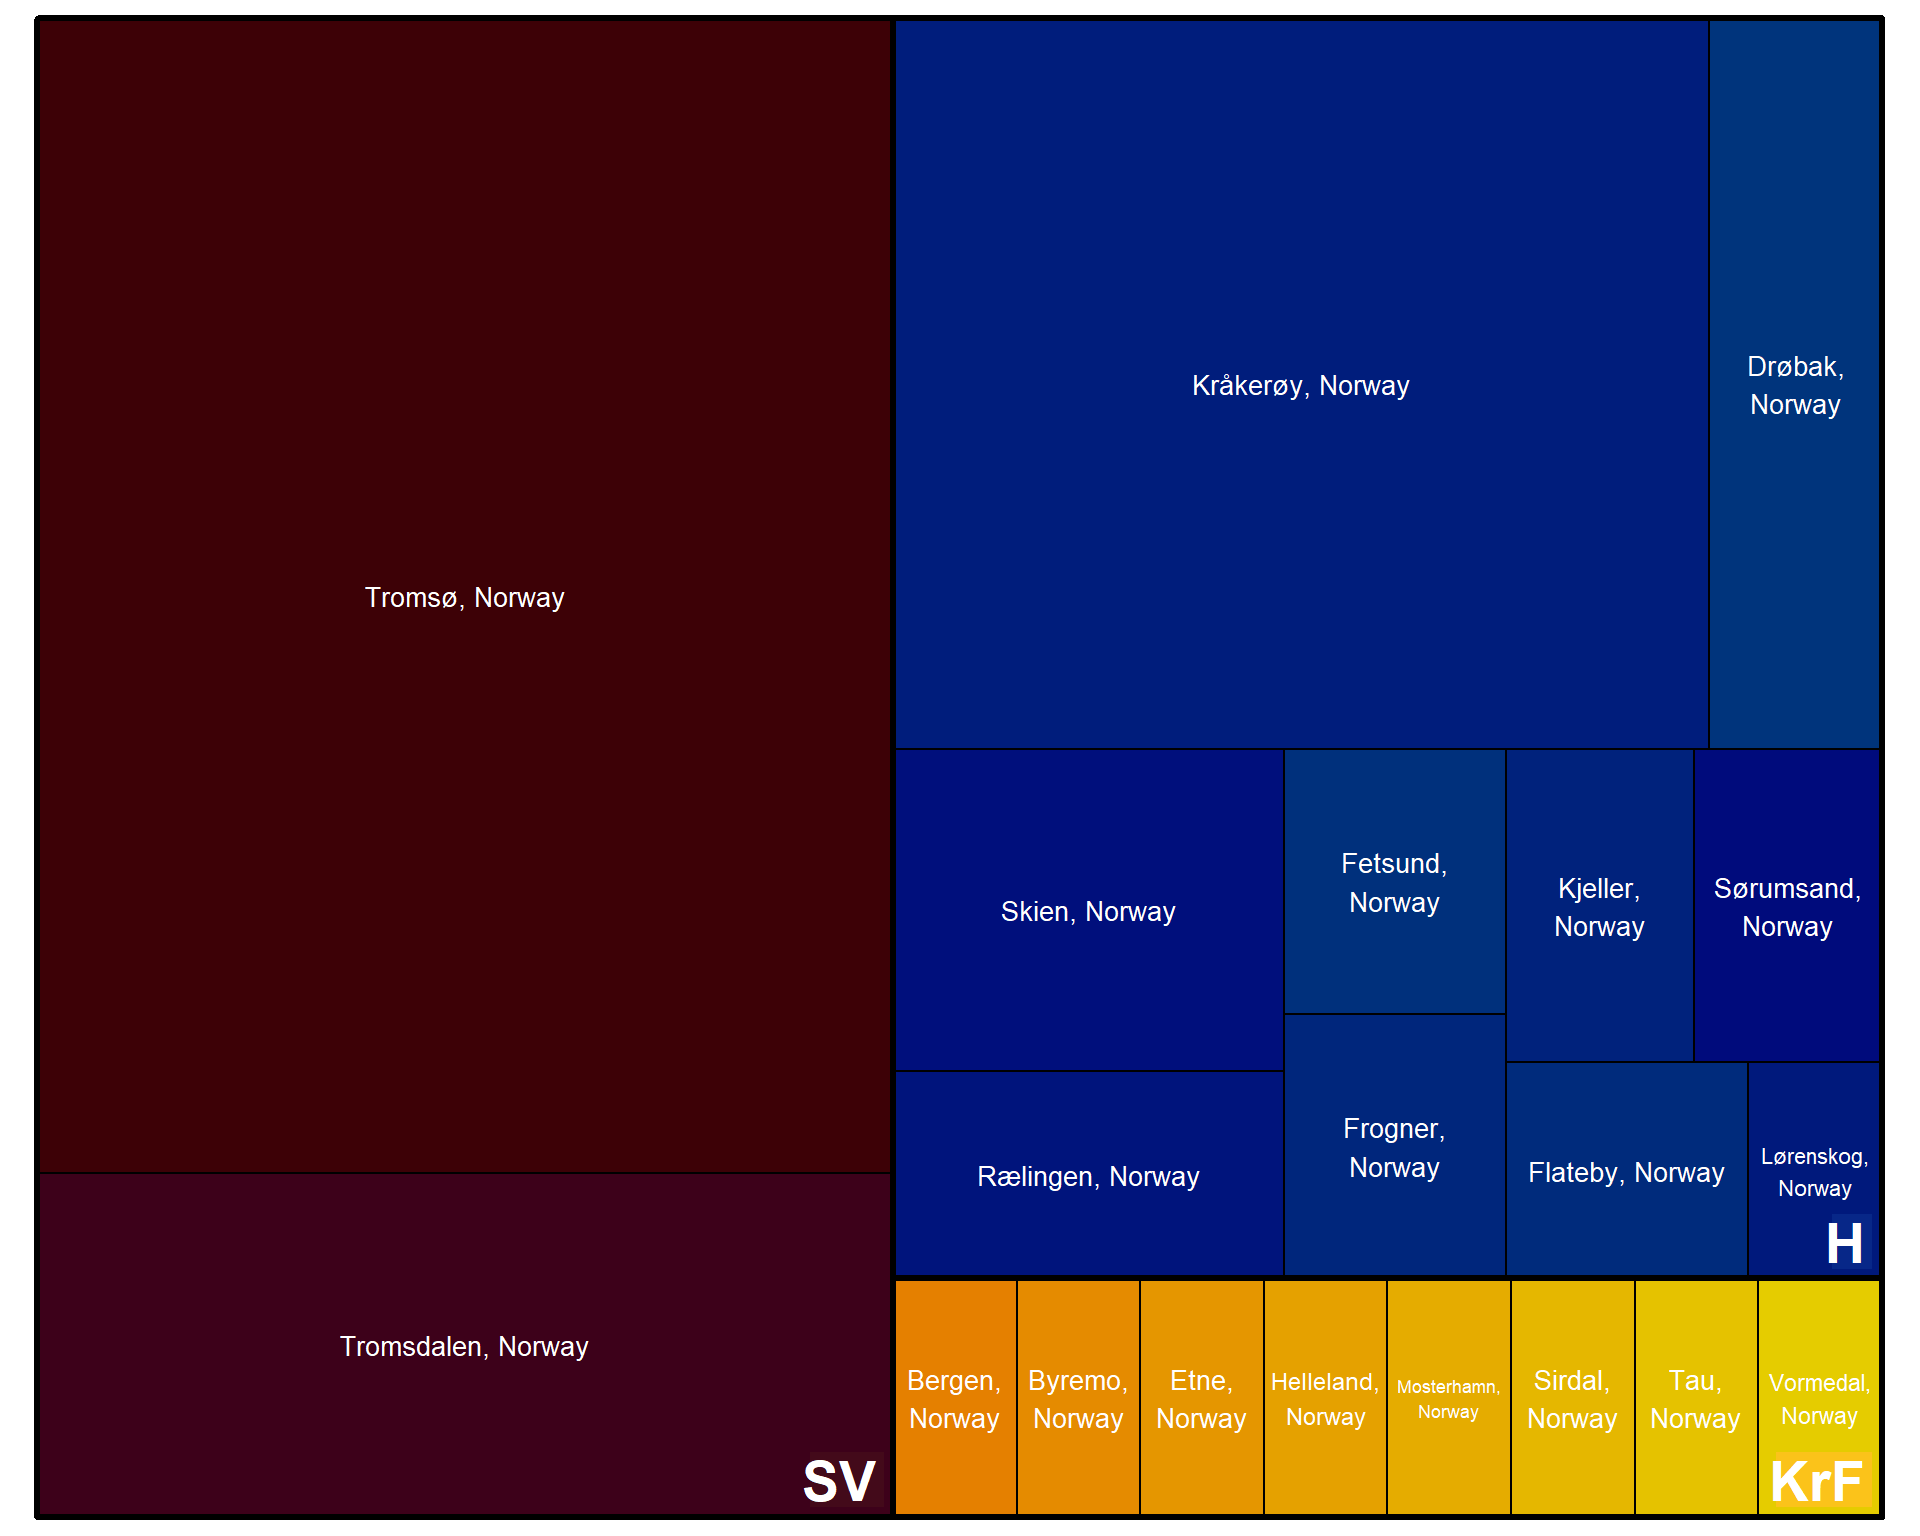 Tromsø, Norway
Tromsdalen, Norway
SV
Kråkerøy, Norway
Drøbak,
Norway
Skien, Norway
Rælingen, Norway
Fetsund,
Norway
Frogner,
Norway
Kjeller,
Norway
Sørumsand,
Norway
Flateby, Norway
Lørenskog,
Norway
H
Bergen,
Norway
Byremo,
Norway
Etne,
Norway
Helleland,
Norway
Mosterhamn,
Norway
Sirdal,
Norway
Tau,
Norway
Vormedal,
Norway
KrF